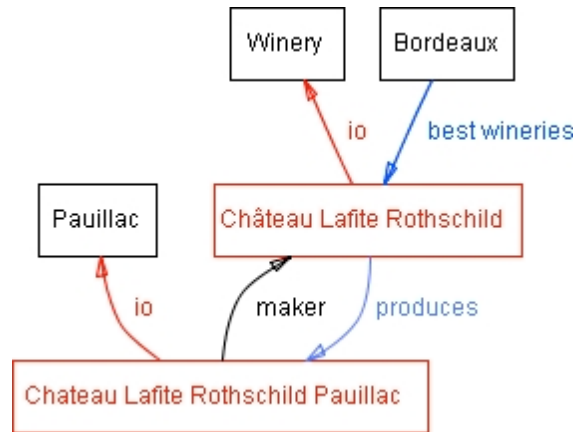 Winery
Bordeaux
io
best wineries
Pauillac
Château Lafite Rothschild
io
maker
produces
Chateau Lafite Rothschild Pauillac